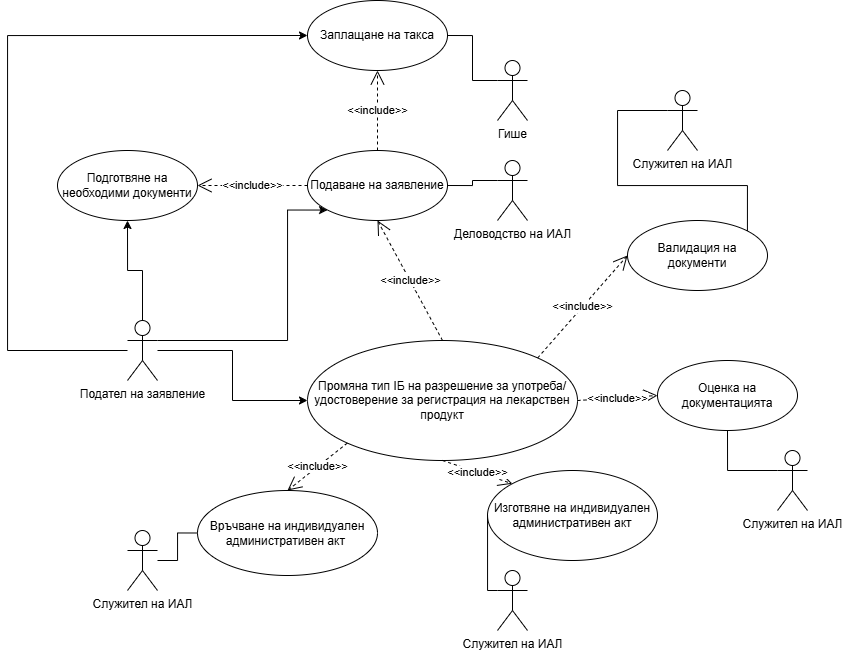 Заплащане на такса
<<include>>
Гише
Служител на ИАЛ
Подготвяне на
необходими документи
<<include>>
Подаване на заявление
Деловодство на ИАЛ
Валидация на
документи
<<include>>
<<include>>
Подател на заявление
Промяна тип IБ на разрешение за употреба/
удостоверение за регистрация на лекарствен
продукт
<<include>>
Оценка на
документацията
<<include>>
<<include>>
Служител на ИАЛ
Връчване на индивидуален
административен акт
Изготвяне на индивидуален
административен акт
Служител на ИАЛ
Служител на ИАЛ